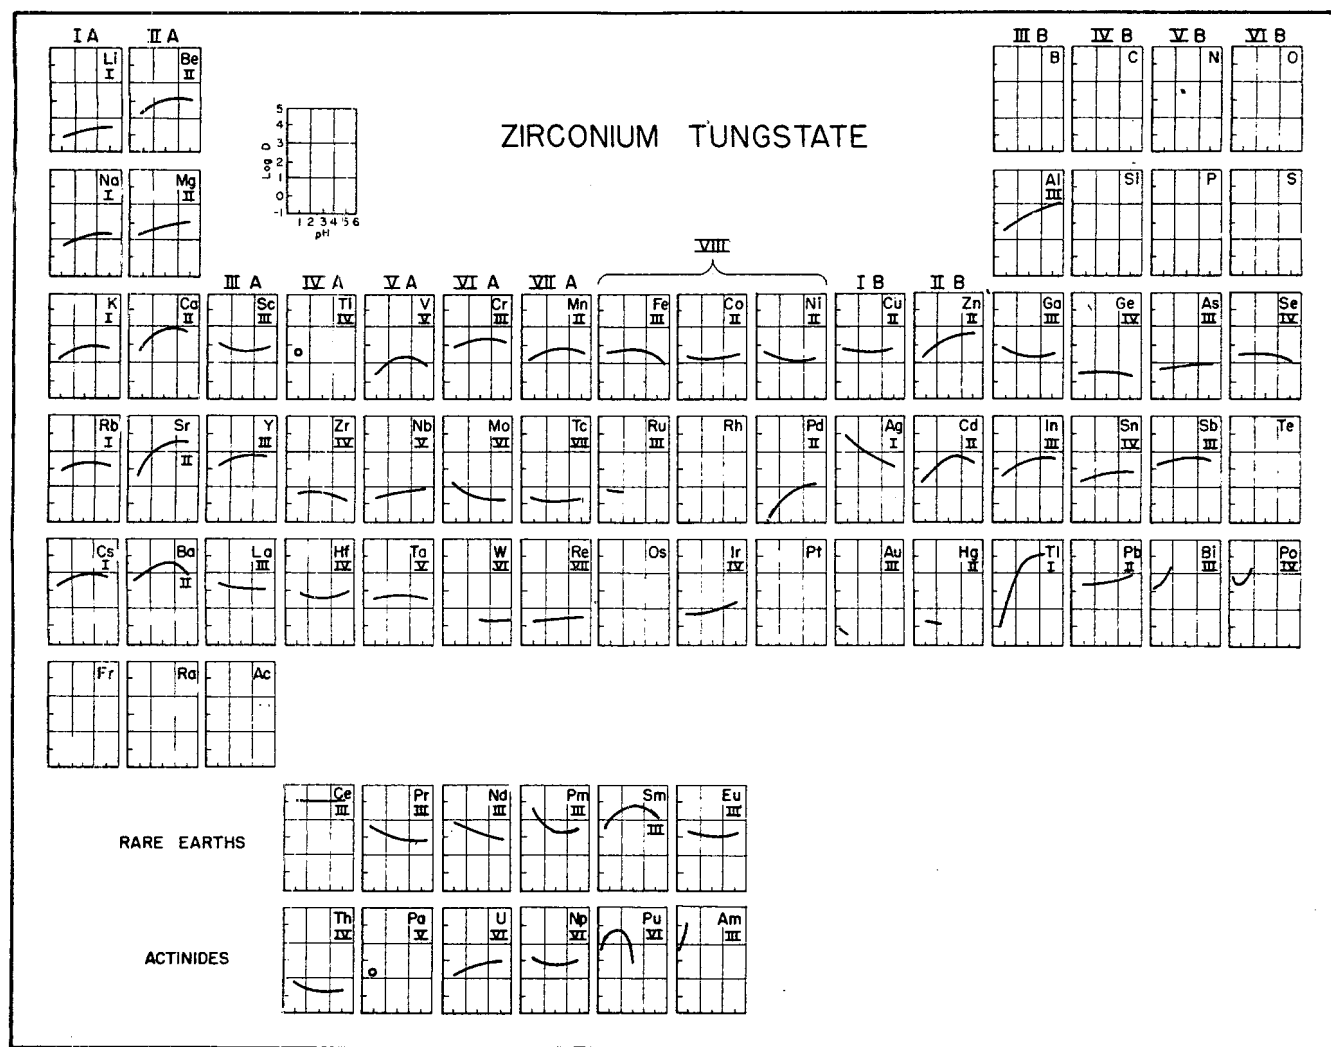 I A II A III B IV B V B VI B
Li Be B C N O
I II
5
4
3
2
1
0
-1
Log D
1 2 3 4 5 6
pH
ZIRCONIUM TUNGSTATE
Na Mg Al Si P S
I II III
VIII
III A IV A V A VI A VII A I B II B
K Ca Sc Ti V Cr Mn Fe Co Ni Cu Zn Ga Ge As Se
I II III IV V III II III II II II II III IV III IV
Rb Sr Y Zr Nb Mo Tc Ru Rh Pd Ag Cd In Sn Sb Te
I II III IV V VI VII III II I II III IV III
Cs Ba La Hf Ta W Re Os Ir Pt Au Hg Tl Pb Bi Po
I II III IV V VI VII IV III II I II III IV
Fr Ra Ac
RARE EARTHS
Ce Pr Nd Pm Sm Eu
III III III III III III
ACTINIDES
Th Pa U Np Pu Am
IV V VI VI VI III